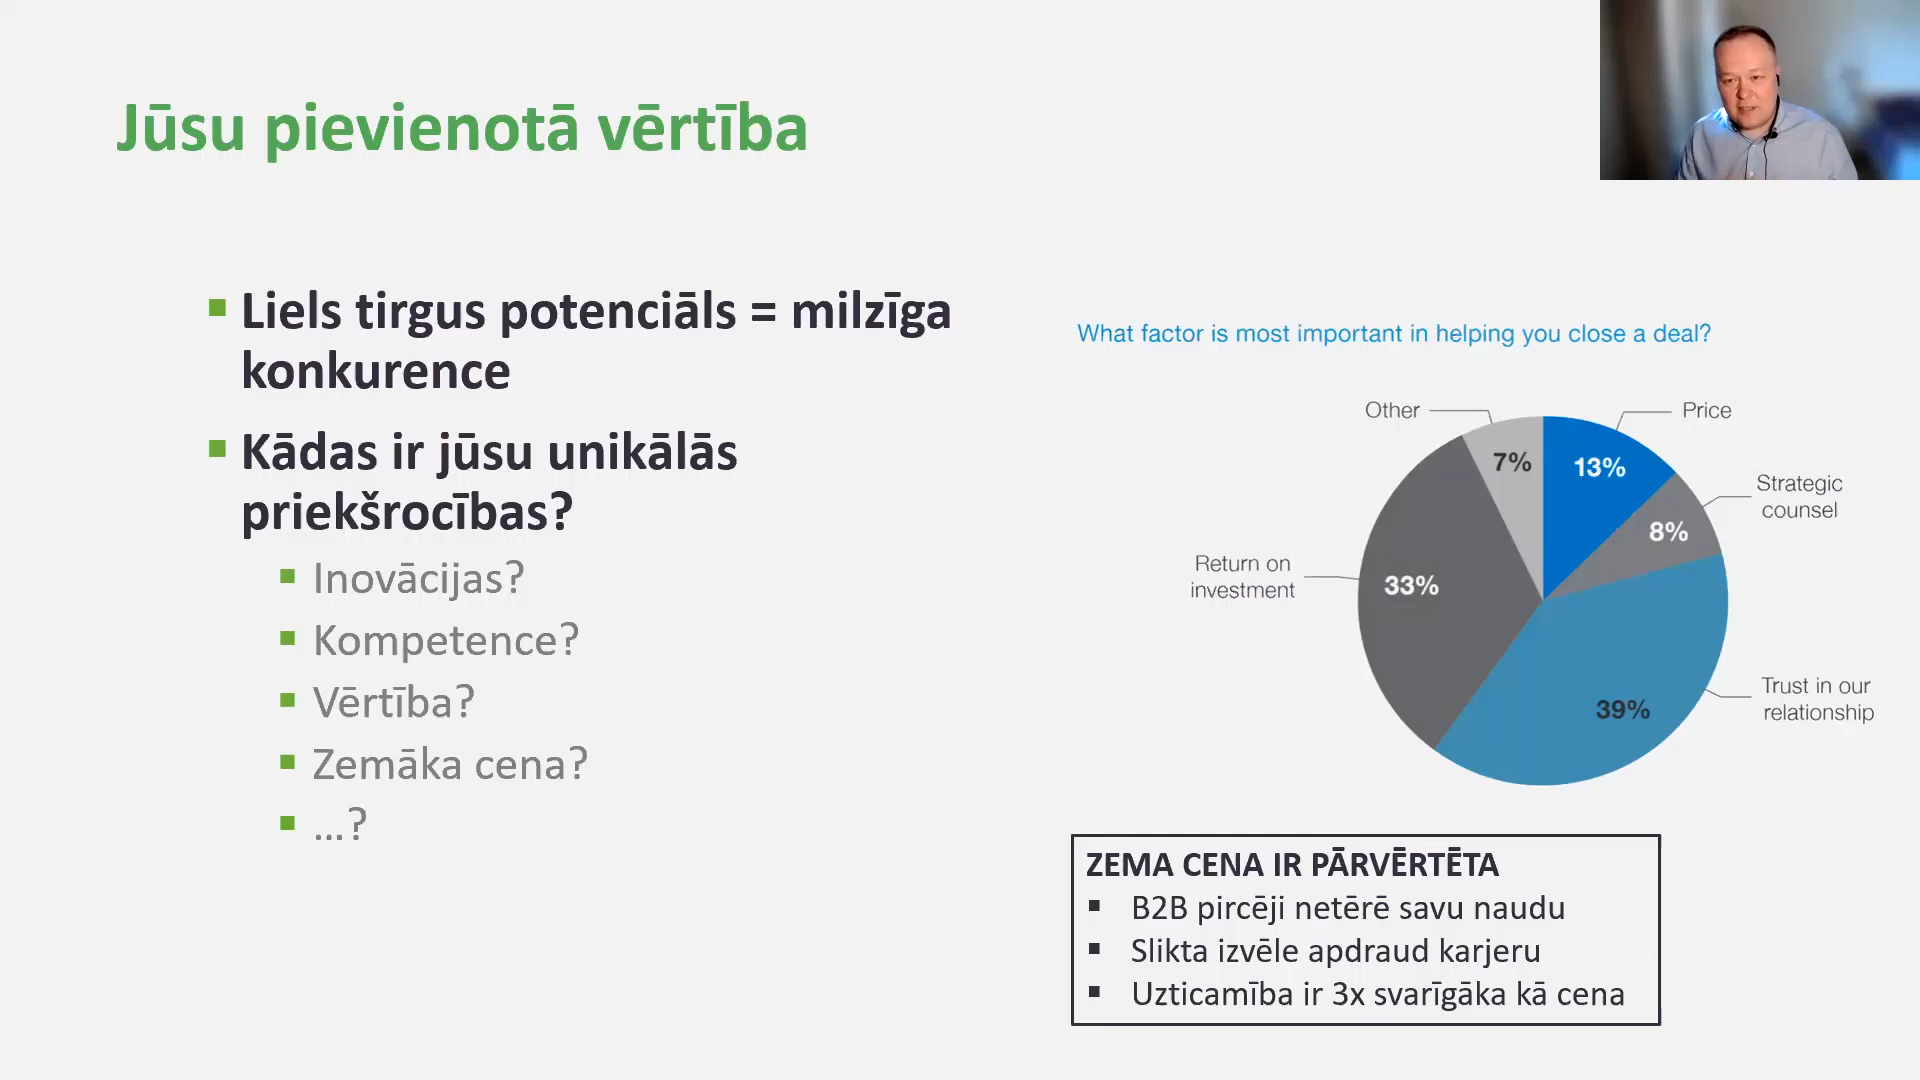 Jūsu pievienotā vērtība
Liels tirgus potenciāls = milzīga
konkurence
Kādas ir jūsu unikālās
priekšrocības?
Inovācijas?
Kompetence?
Vērtība?
Zemāka cena?
...?
What factor is most important in helping you close a deal?
Other
Price
7%
13%
Strategic
counsel
8%
Return on
investment
33%
Trust in our
relationship
39%
ZEMA CENA IR PĀRVĒRTĒTA
B2B pircēji netērē savu naudu
Slikta izvēle apdraud karjeru
Uzticamība ir 3x svarīgāka kā cena